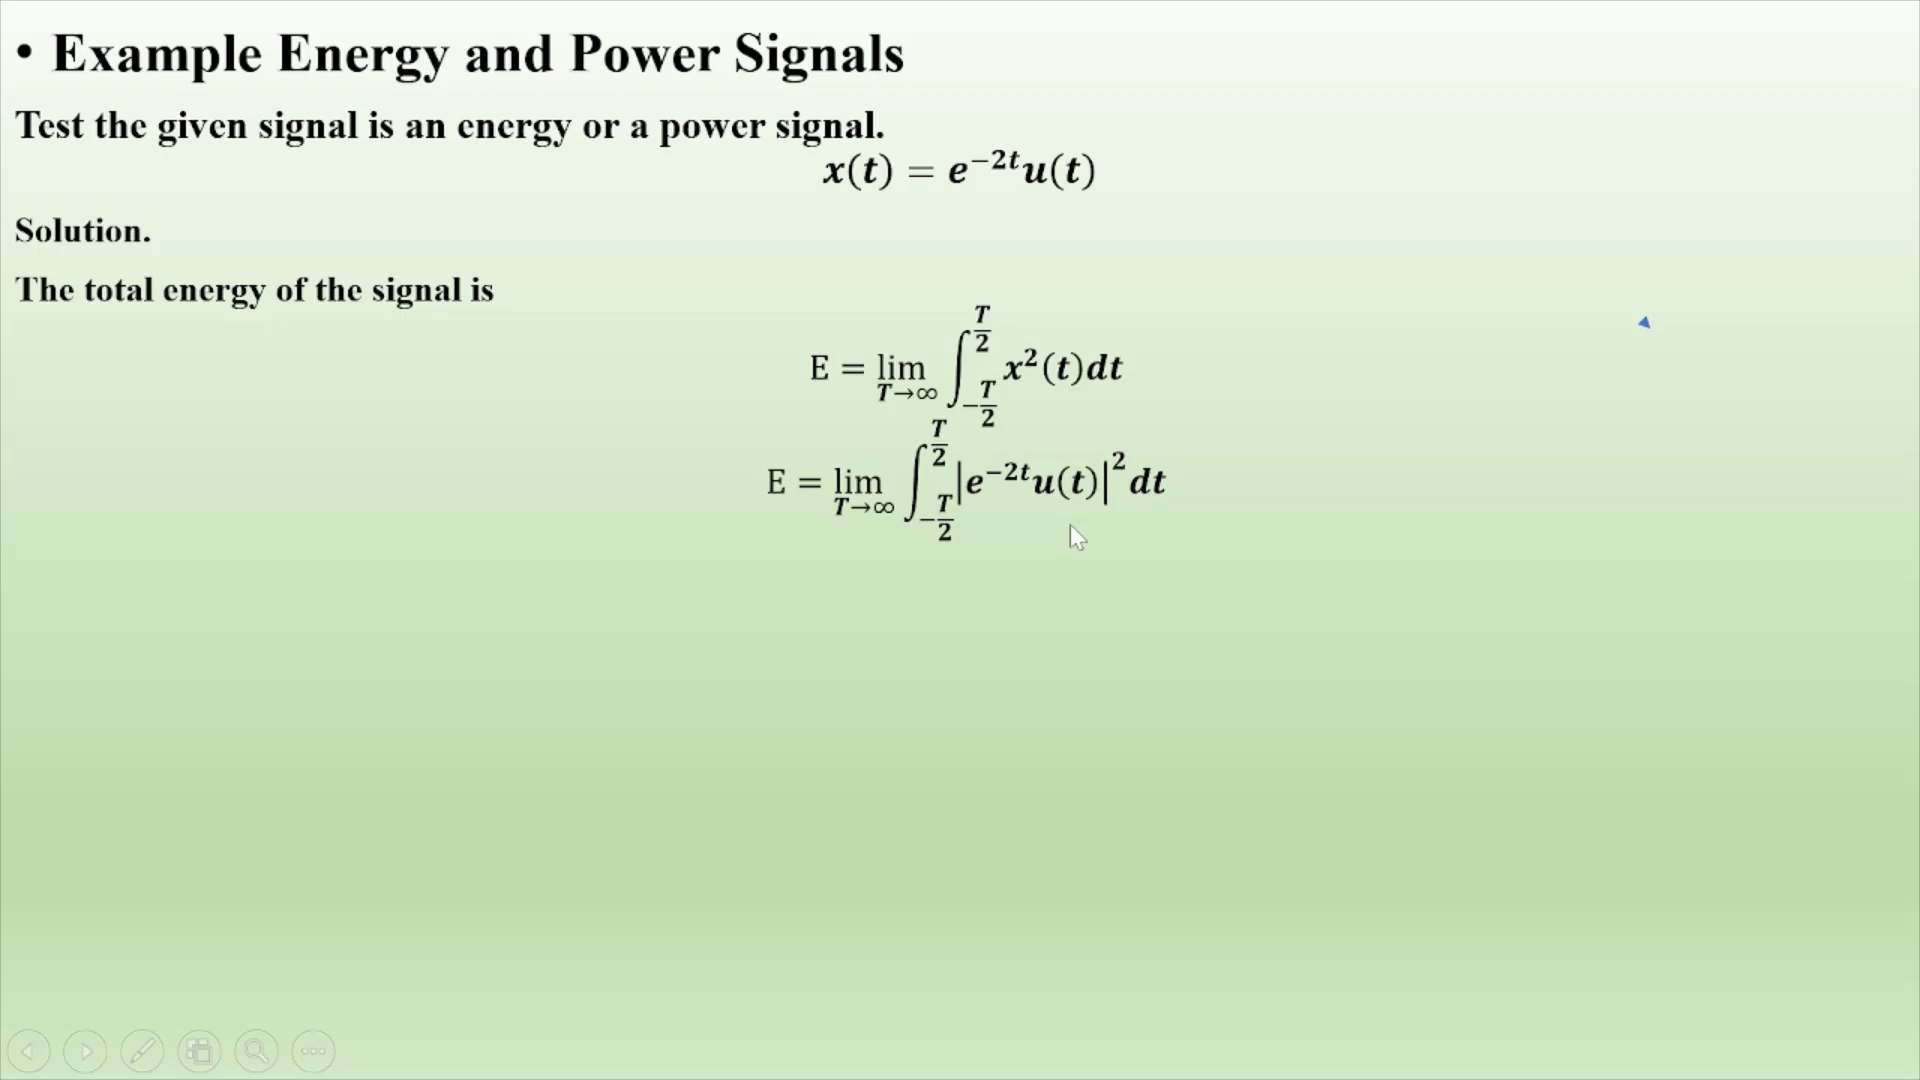 • Example Energy and Power Signals
Test the given signal is an energy or a power signal.
x(t) = e^{−2t}u(t)
Solution.
The total energy of the signal is
E = lim_{T→∞} ∫_{−T/2}^{T/2} x²(t)dt
E = lim_{T→∞} ∫_{−T/2}^{T/2} |e^{−2t}u(t)|² dt